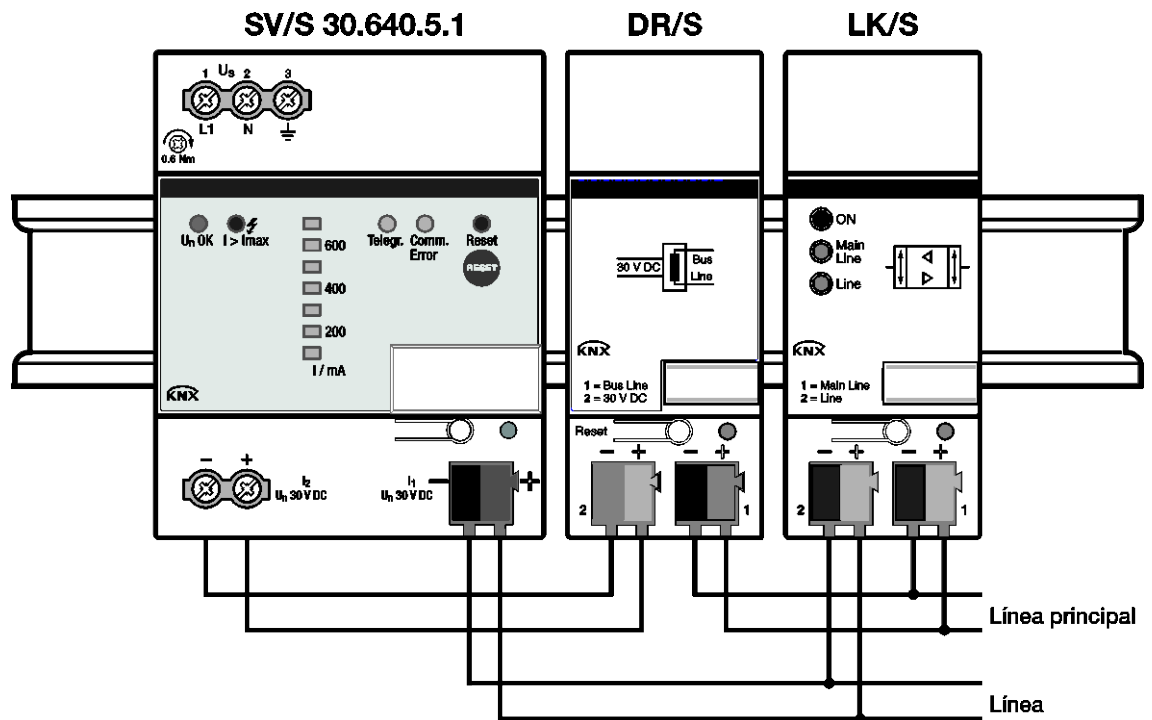 SV/S 30.640.5.1
DR/S
LK/S
1 Us 2 3
L1 N
0.6 Nm
Un OK I > Imax
600
400
200
I / mA
Telegr. Comm. Error
Reset
RESET
KNX
30 V DC
Bus Line
KNX
1 = Bus Line
2 = 30 V DC
ON
Main Line
Line
KNX
1 = Main Line
2 = Line
− +
I2
Un 30 V DC
I1
Un 30 V DC
− +
Reset
− + − +
2 1
− + − +
2 1
Línea principal
Línea